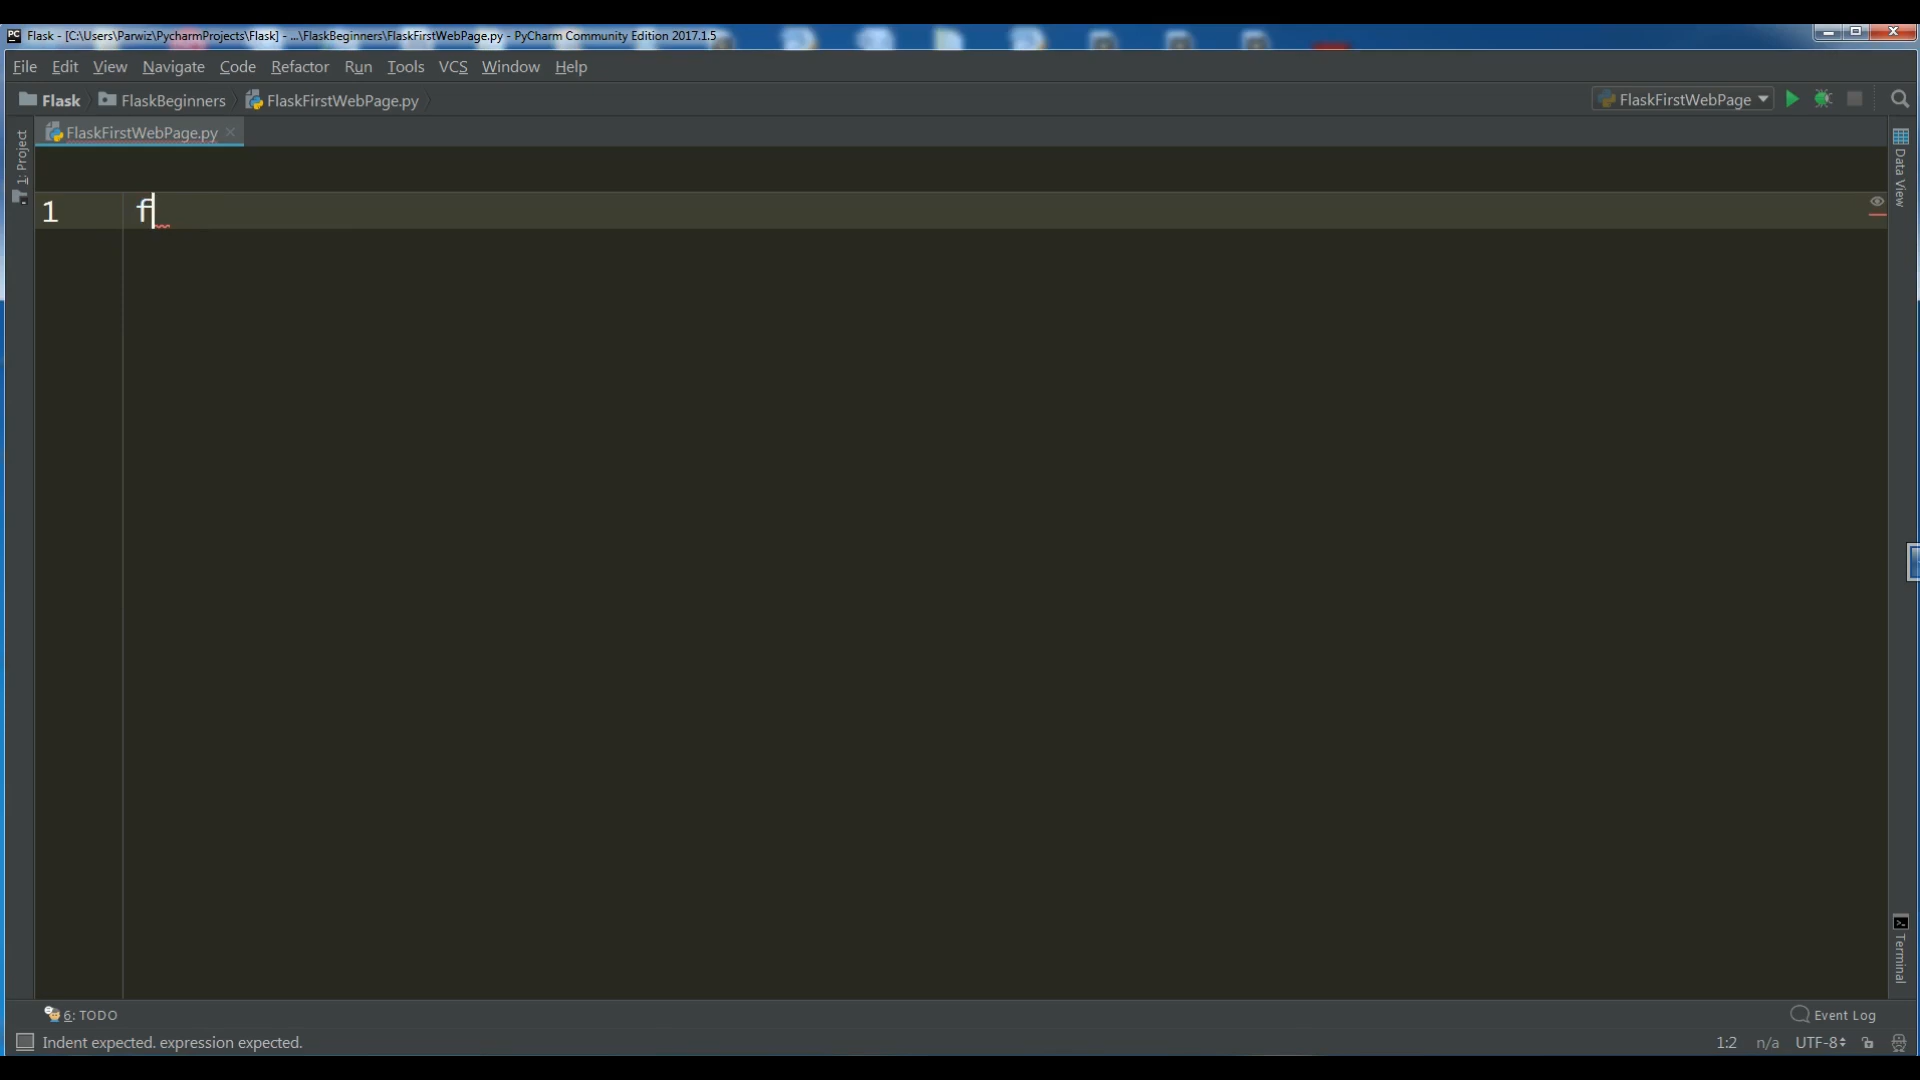 Flask - [C:\Users\Parwiz\PycharmProjects\Flask] - ...\FlaskBeginners\FlaskFirstWebPage.py - PyCharm Community Edition 2017.1.5
File Edit View Navigate Code Refactor Run Tools VCS Window Help
Flask FlaskBeginners FlaskFirstWebPage.py FlaskFirstWebPage
FlaskFirstWebPage.py
1: Project
Data View
1 f
Terminal
6: TODO Event Log
Indent expected. expression expected. 1:2 n/a UTF-8